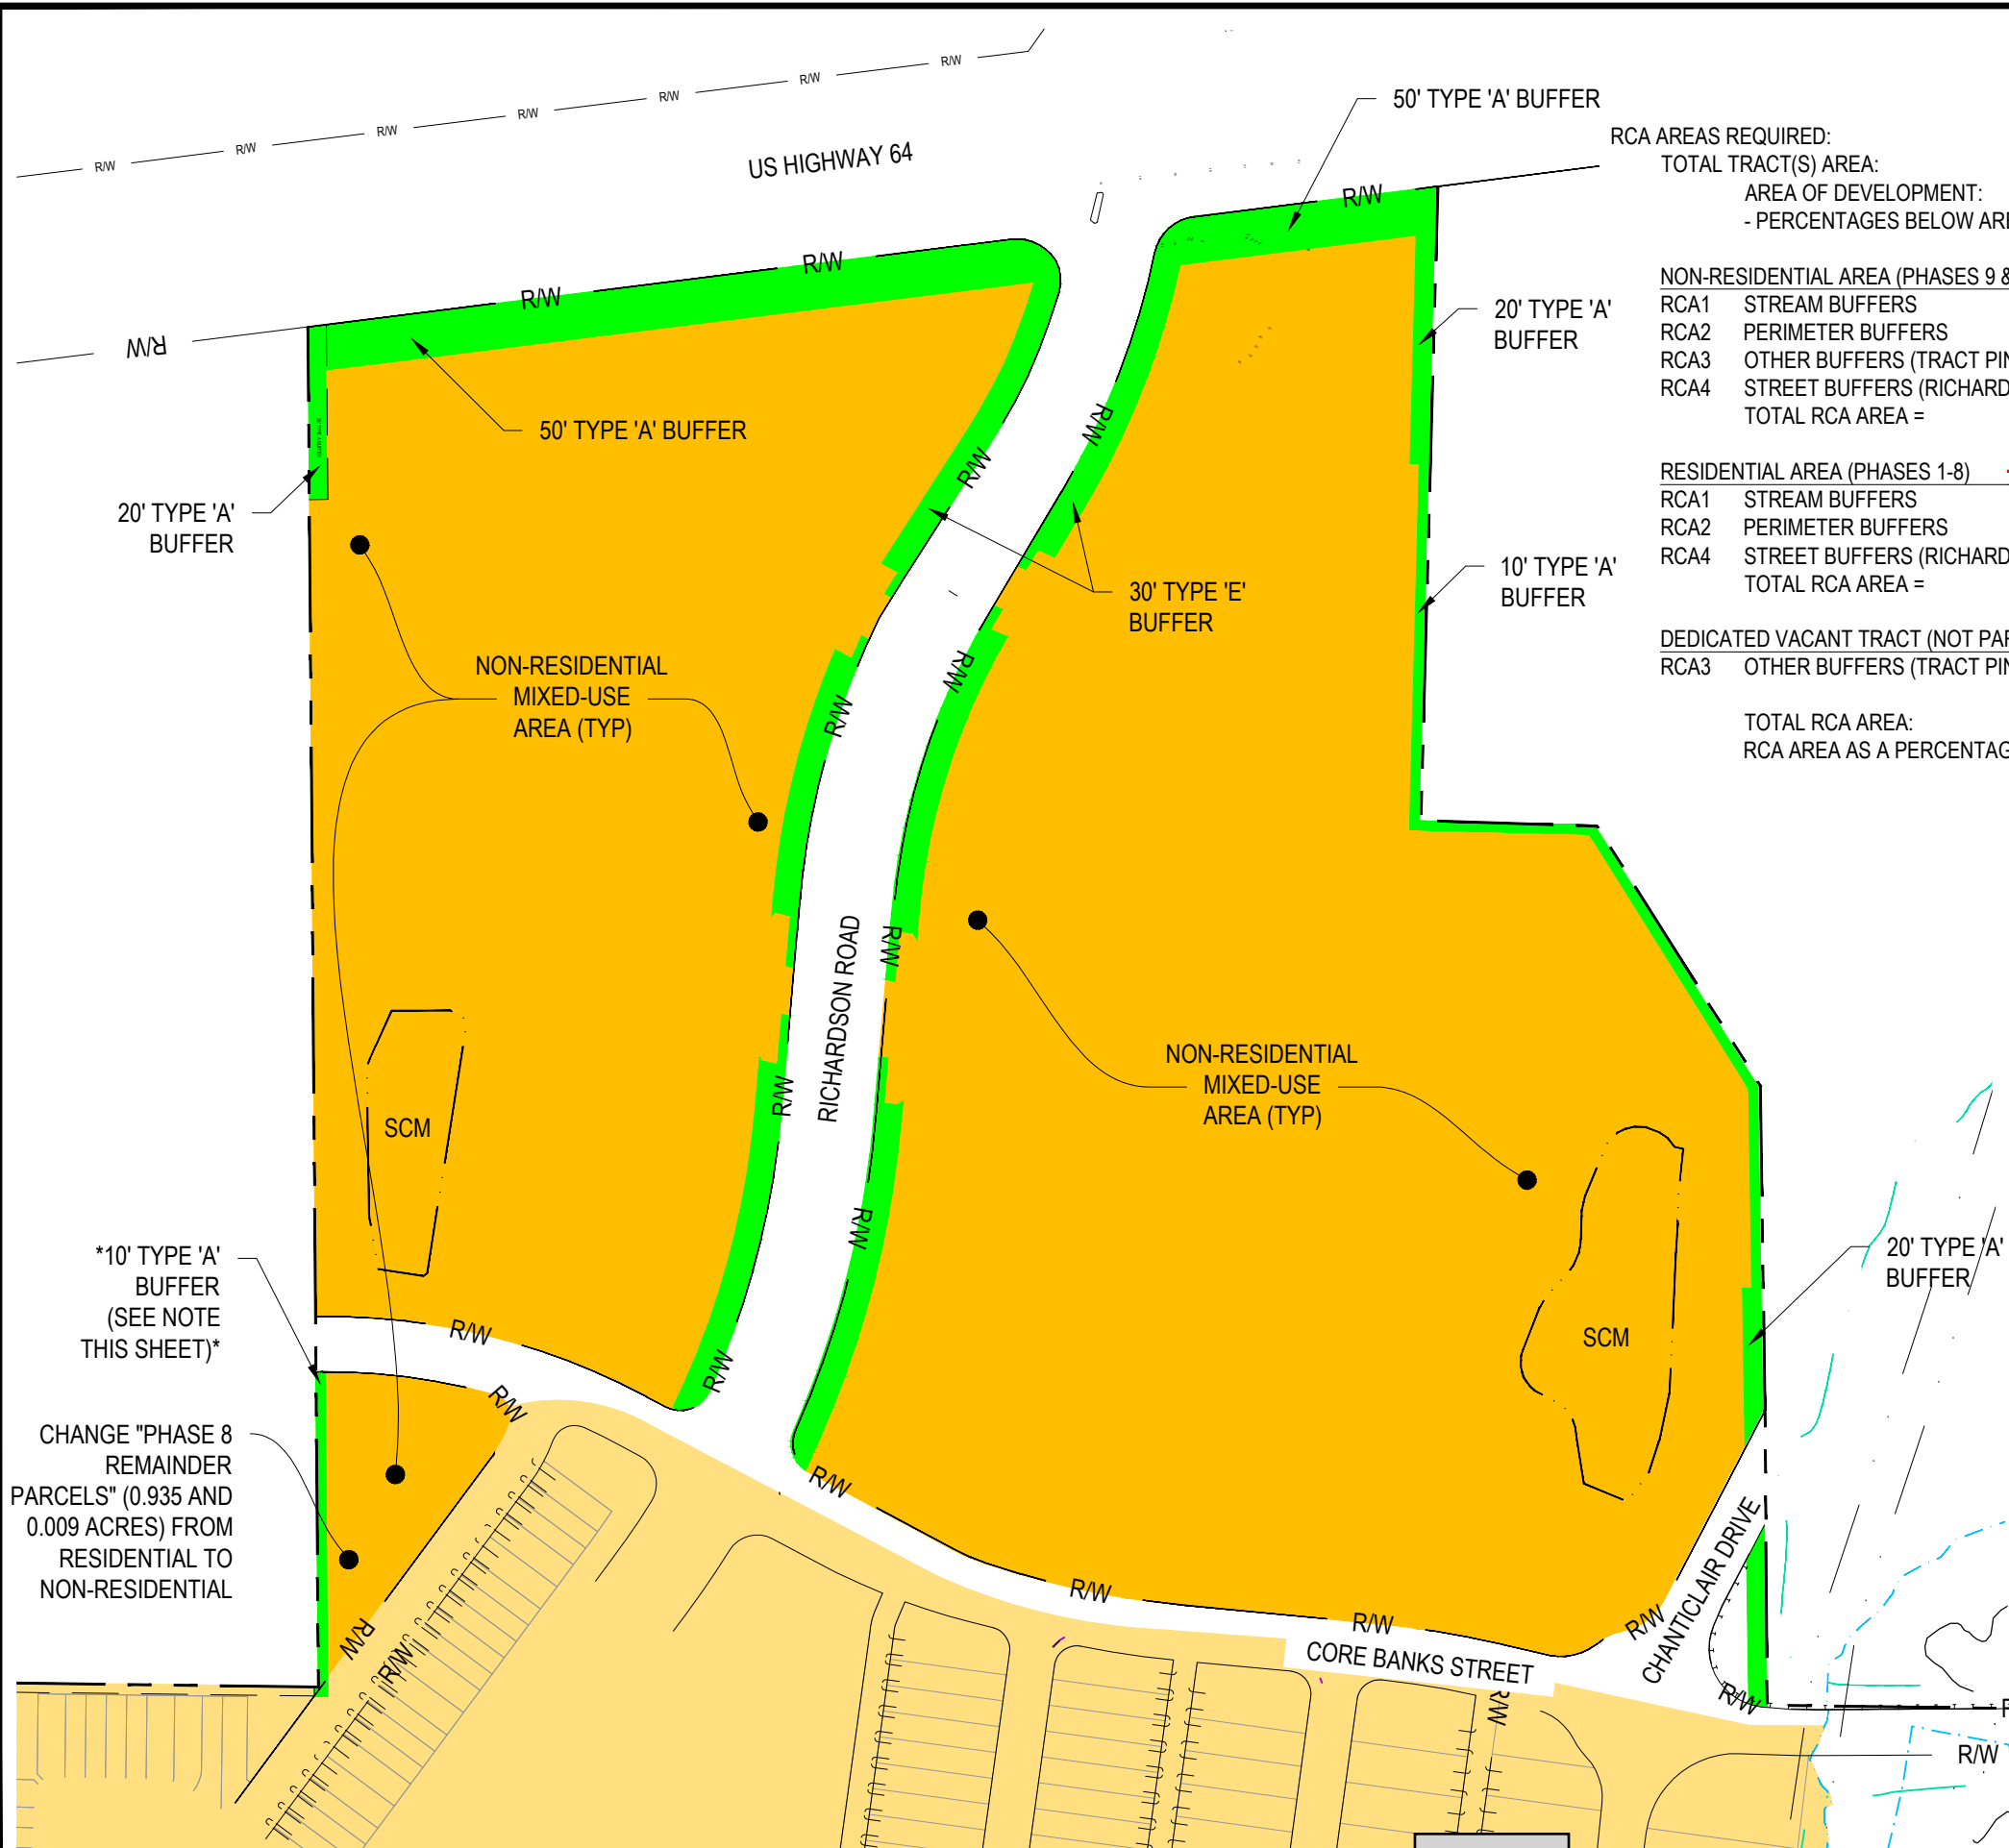 R/W
R/W
R/W
R/W
R/W
R/W
R/W
US HIGHWAY 64
50' TYPE 'A' BUFFER
RCA AREAS REQUIRED:
TOTAL TRACT(S) AREA:
AREA OF DEVELOPMENT:
- PERCENTAGES BELOW ARE
NON-RESIDENTIAL AREA (PHASES 9 &
RCA1 STREAM BUFFERS
RCA2 PERIMETER BUFFERS
RCA3 OTHER BUFFERS (TRACT PIN
RCA4 STREET BUFFERS (RICHARD
TOTAL RCA AREA =
RESIDENTIAL AREA (PHASES 1-8)
RCA1 STREAM BUFFERS
RCA2 PERIMETER BUFFERS
RCA4 STREET BUFFERS (RICHARD
TOTAL RCA AREA =
DEDICATED VACANT TRACT (NOT PAR
RCA3 OTHER BUFFERS (TRACT PIN
TOTAL RCA AREA:
RCA AREA AS A PERCENTAG
R/W
R/W
R/W
R/W
20' TYPE 'A'
BUFFER
50' TYPE 'A' BUFFER
R/W
R/W
20' TYPE 'A'
BUFFER
10' TYPE 'A'
BUFFER
30' TYPE 'E'
BUFFER
NON-RESIDENTIAL
MIXED-USE
AREA (TYP)
R/W
R/W
R/W
RICHARDSON ROAD
NON-RESIDENTIAL
MIXED-USE
AREA (TYP)
R/W
SCM
R/W
*10' TYPE 'A'
BUFFER
(SEE NOTE
THIS SHEET)*
20' TYPE 'A'
BUFFER
SCM
R/W
R/W
R/W
CHANGE "PHASE 8
REMAINDER
PARCELS" (0.935 AND
0.009 ACRES) FROM
RESIDENTIAL TO
NON-RESIDENTIAL
R/W
CHANTICLAIR DRIVE
R/W
R/W
R/W
R/W
R/W
CORE BANKS STREET
R/W
R/W
R/W